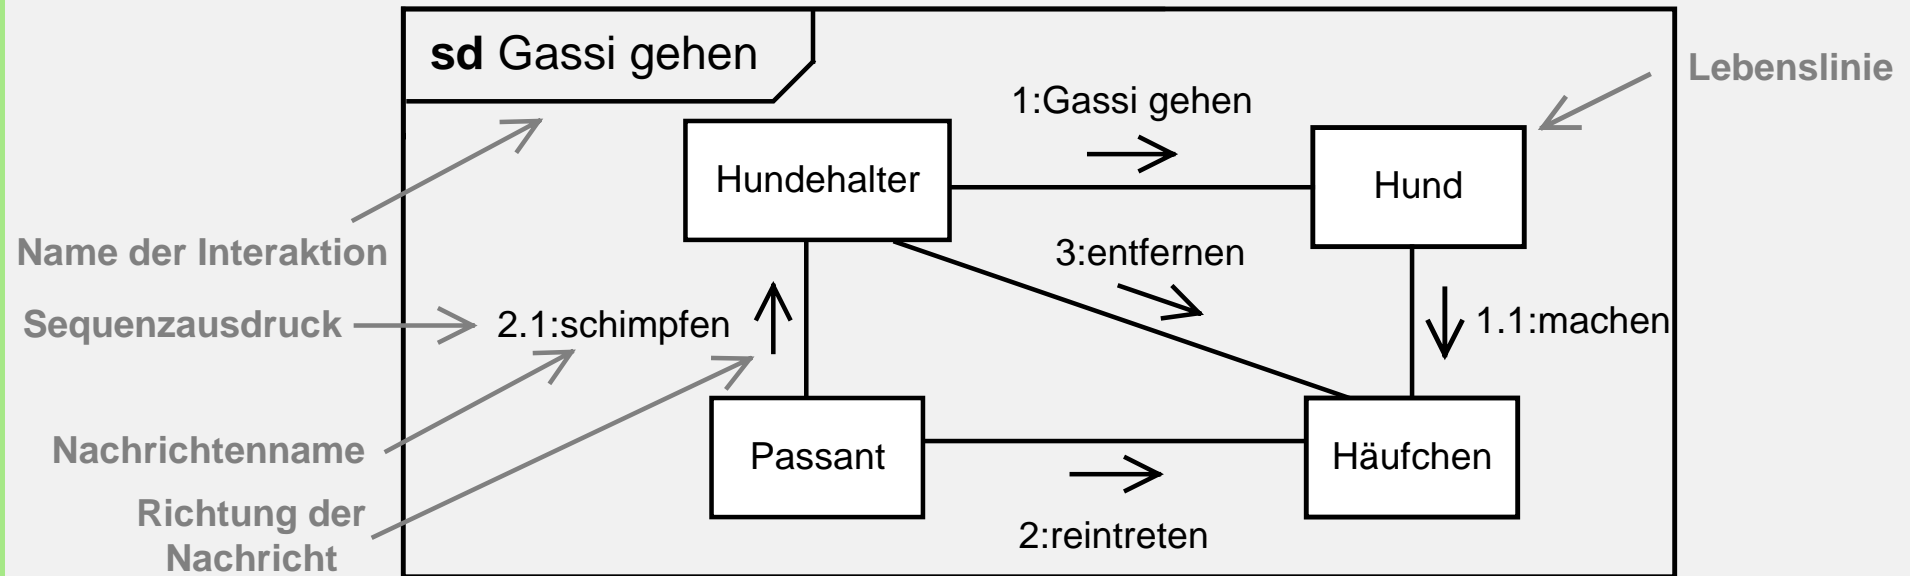 sd Gassi gehen
Lebenslinie
1:Gassi gehen
Hundehalter
Hund
Name der Interaktion
3:entfernen
Sequenzausdruck
2.1:schimpfen
1.1:machen
Nachrichtenname
Passant
Häufchen
Richtung der
Nachricht
2:reintreten